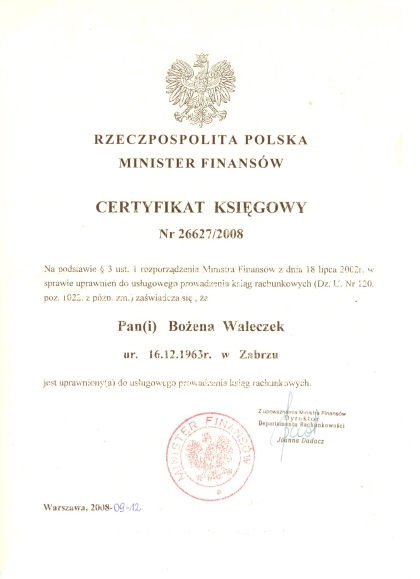 RZECZPOSPOLITA POLSKA
MINISTER FINANSÓW
CERTYFIKAT KSIĘGOWY
Nr 26627/2008
Na podstawie § 3 ust. 1 rozporządzenia Ministra Finansów z dnia 18 lipca 2002r. w
sprawie uprawnien do usługowego prowadzenia ksiąg rachunkowych (Dz. U. Nr 120,
poz. 1022. z późn. zm.) zaświadcza się , że
Pan(i) Bożena Waleczek
ur. 16.12.1963r. w Zabrzu
jest uprawniony(a) do usługowego prowadzenia ksiąg rachunkowych.
Z upoważnienia Ministra Finansów
Dyrektor
Departamentu Rachunkowości
Joanna Dadacz
MINISTER FINANSÓW
Warszawa, 2008-09-12